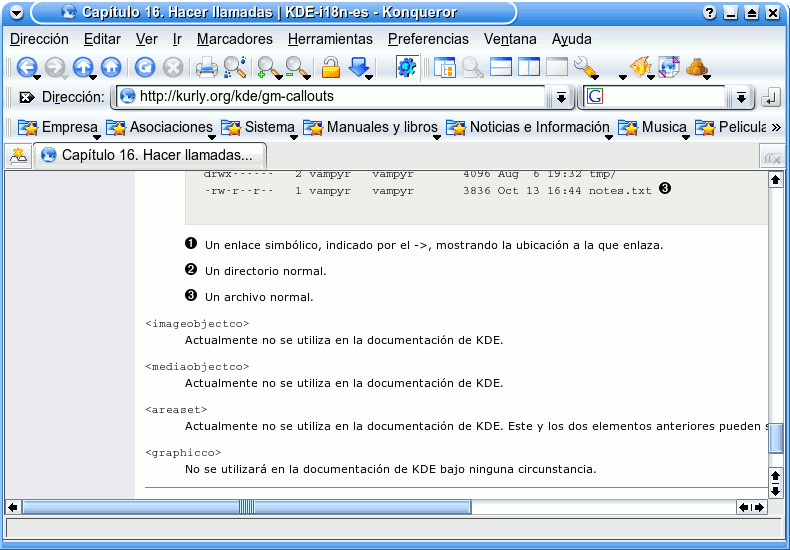 Capítulo 16. Hacer llamadas | KDE-i18n-es - Konqueror
Dirección Editar Ver Ir Marcadores Herramientas Preferencias Ventana Ayuda
Dirección: http://kurly.org/kde/gm-callouts G
Empresa Asociaciones Sistema Manuales y libros Noticias e Información Musica Pelicula »
Capítulo 16. Hacer llamadas...
drwx------ 2 vampyr vampyr 4096 Aug 6 19:32 tmp/
-rw-r--r-- 1 vampyr vampyr 3836 Oct 13 16:44 notes.txt ❸
❶ Un enlace simbólico, indicado por el ->, mostrando la ubicación a la que enlaza.
❷ Un directorio normal.
❸ Un archivo normal.
<imageobjectco>
Actualmente no se utiliza en la documentación de KDE.
<mediaobjectco>
Actualmente no se utiliza en la documentación de KDE.
<areaset>
Actualmente no se utiliza en la documentación de KDE. Este y los dos elementos anteriores pueden s
<graphicco>
No se utilizará en la documentación de KDE bajo ninguna circunstancia.